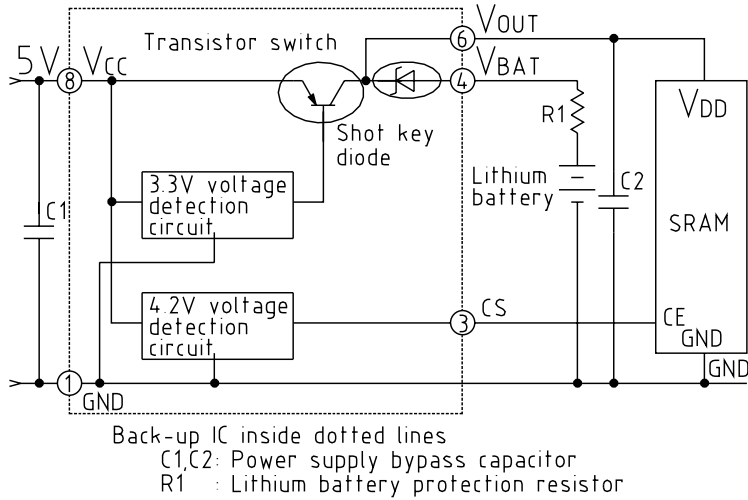 VOUT
6
Transistor switch
5V
8
VCC
4
VBAT
VDD
R1
Shot key
diode
Lithium
battery
3.3V voltage
detection
circuit
C2
C1
SRAM
4.2V voltage
detection
circuit
3
CS
CE
GND
GND
1
GND
Back-up IC inside dotted lines
C1,C2: Power supply bypass capacitor
R1 : Lithium battery protection resistor